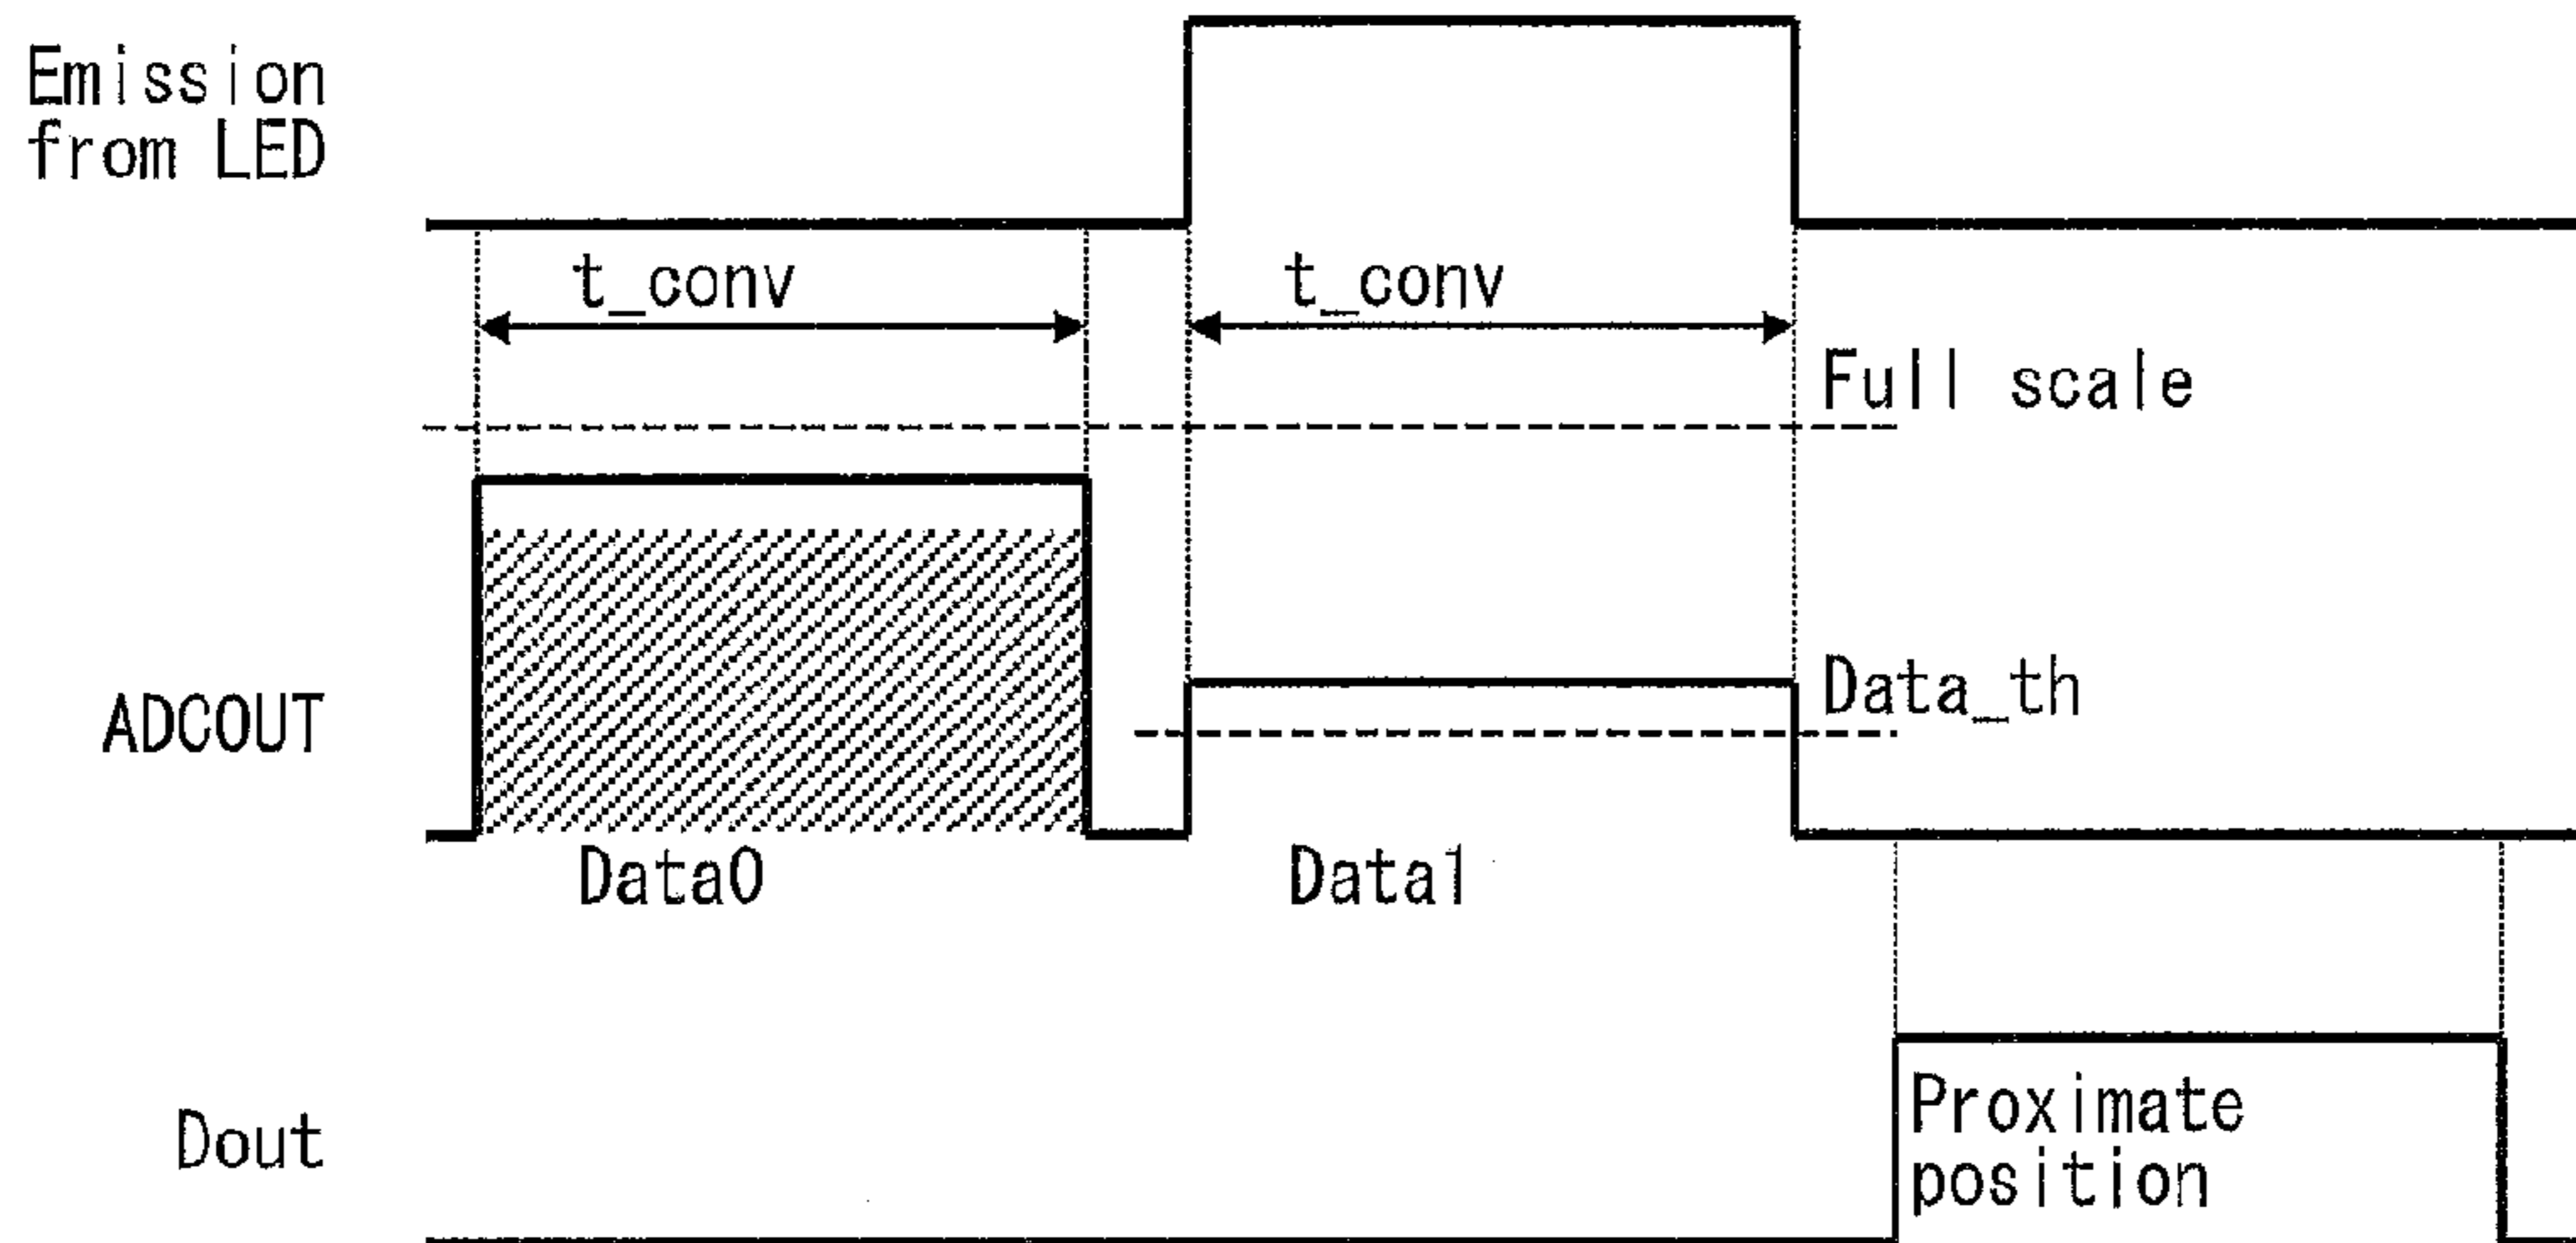 Emission
from LED
t_conv
t_conv
Full scale
Data_th
ADCOUT
Data0
Data1
Dout
Proximate
position